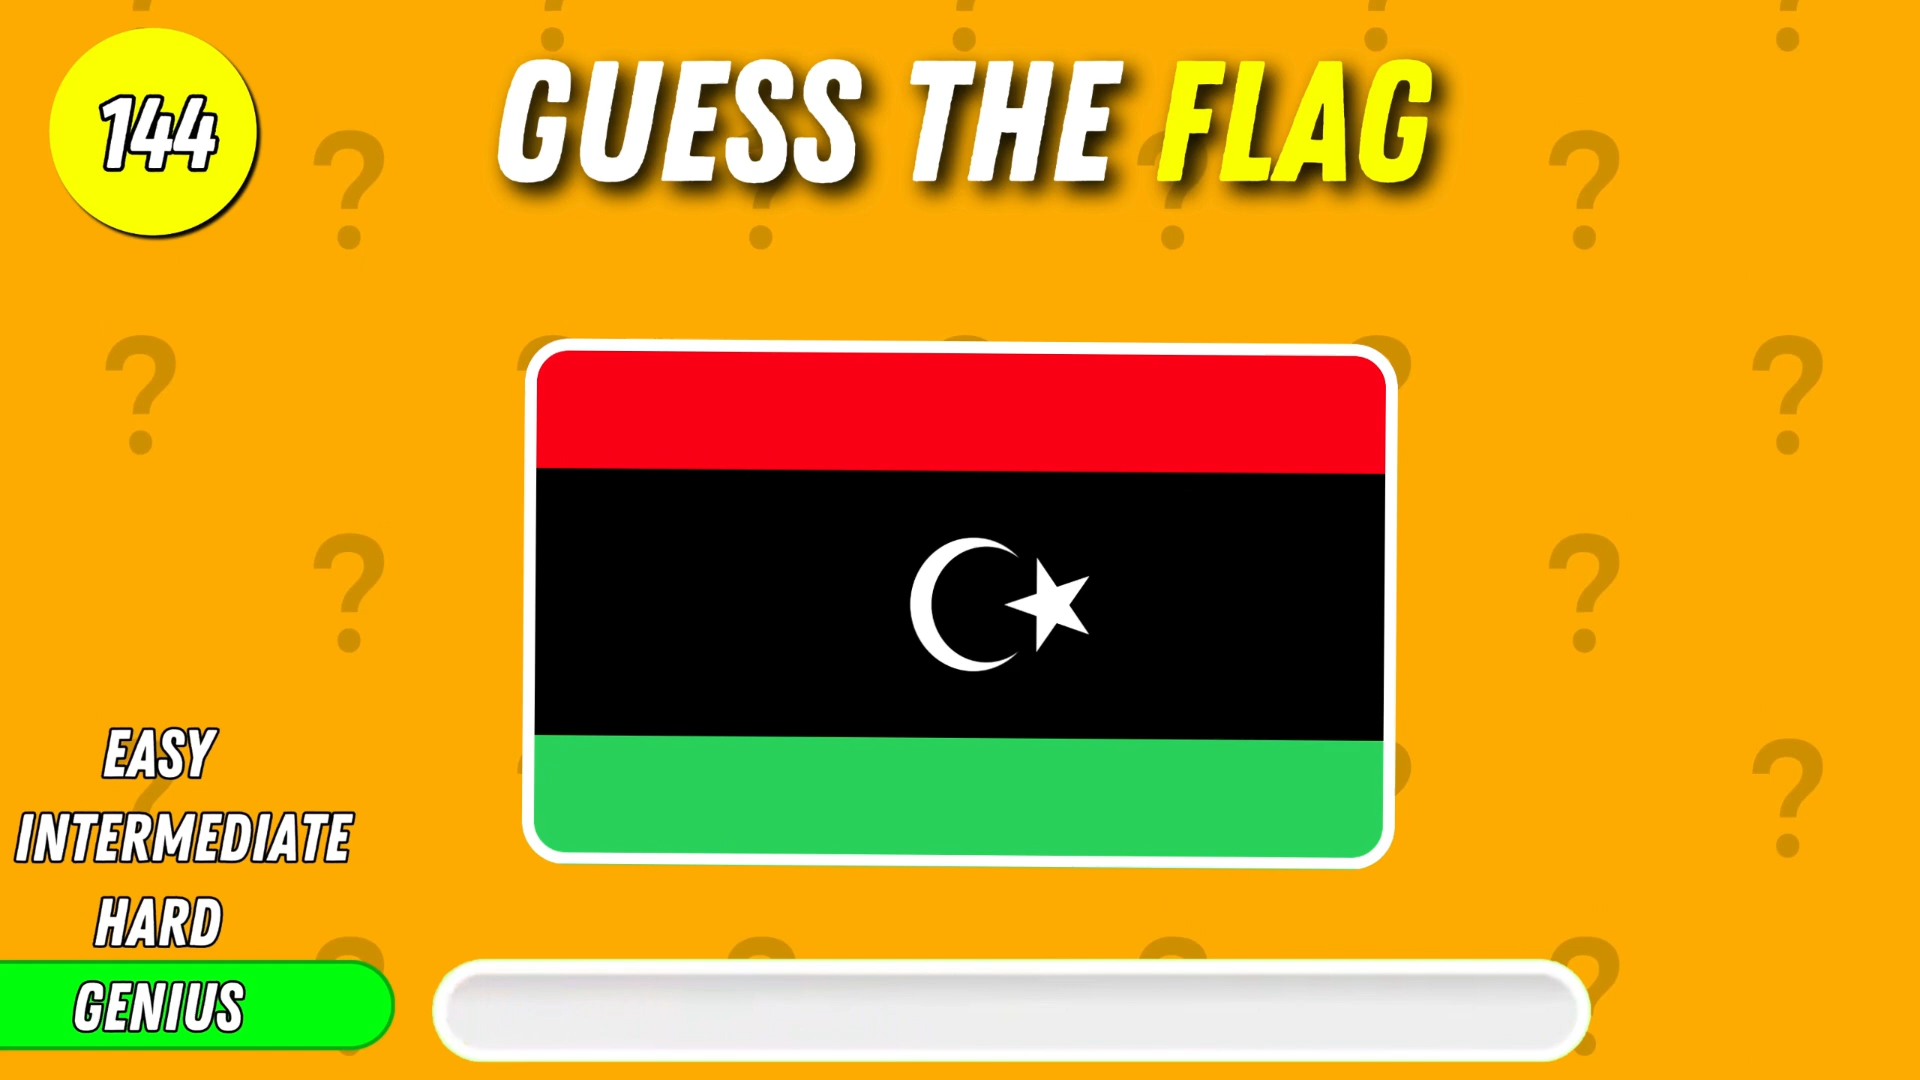 144
GUESS THE FLAG
EASY
INTERMEDIATE
HARD
GENIUS